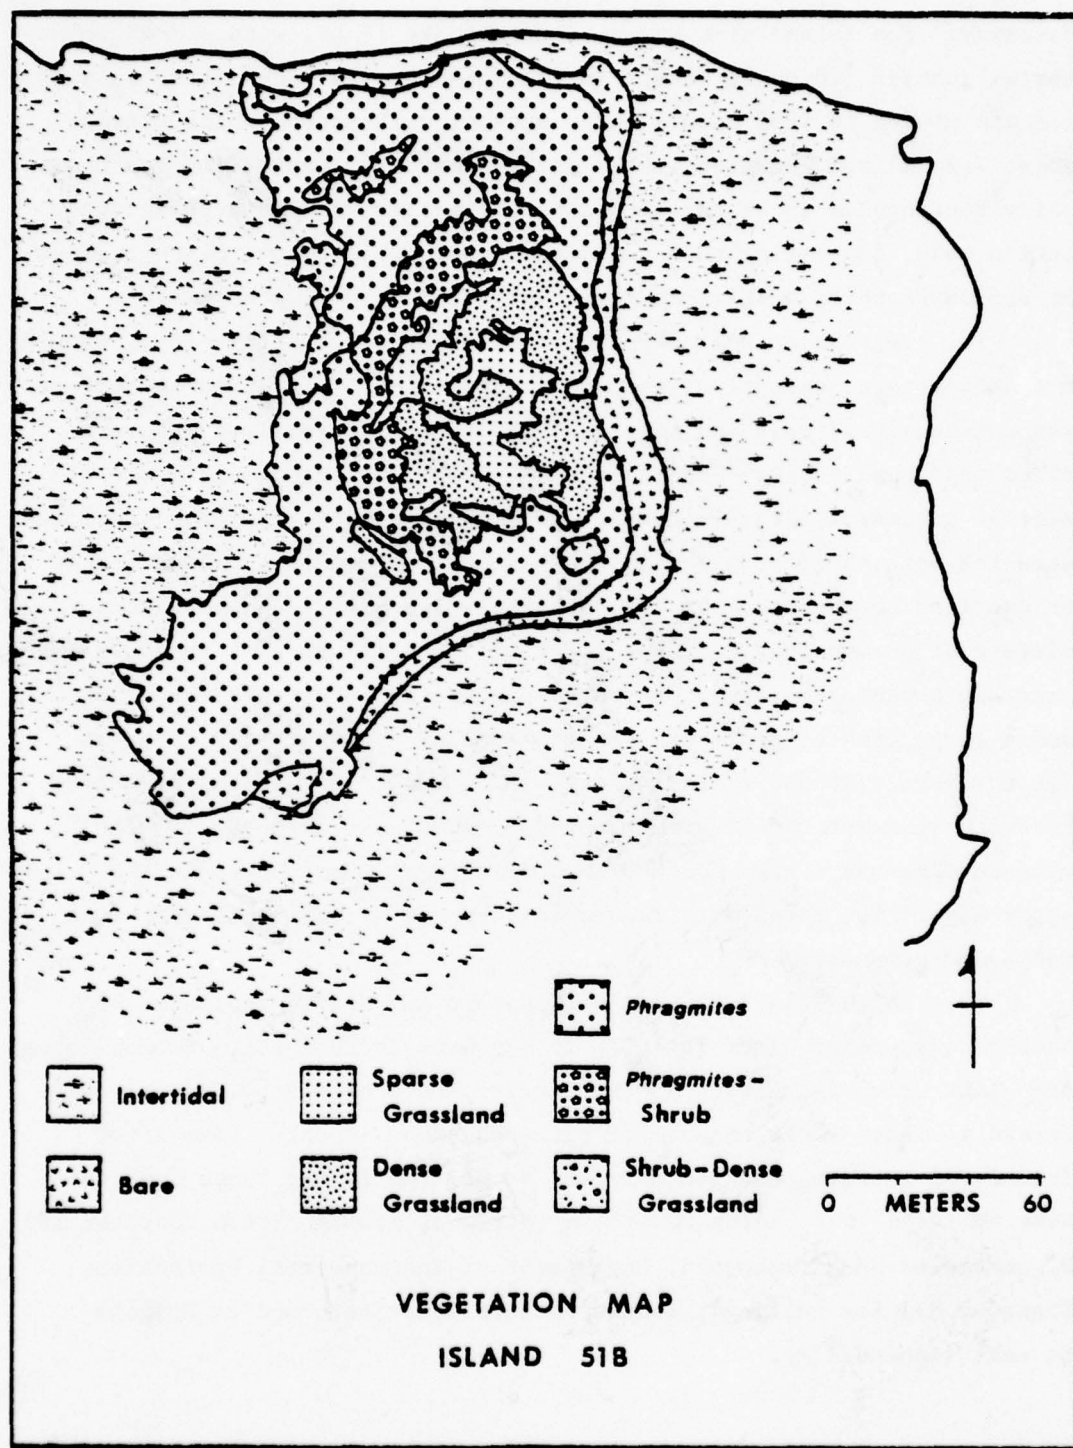 Phragmites
Intertidal
Sparse
Grassland
Phragmites-
Shrub
Bare
Dense
Grassland
Shrub-Dense
Grassland
0 METERS 60
VEGETATION MAP
ISLAND 51B